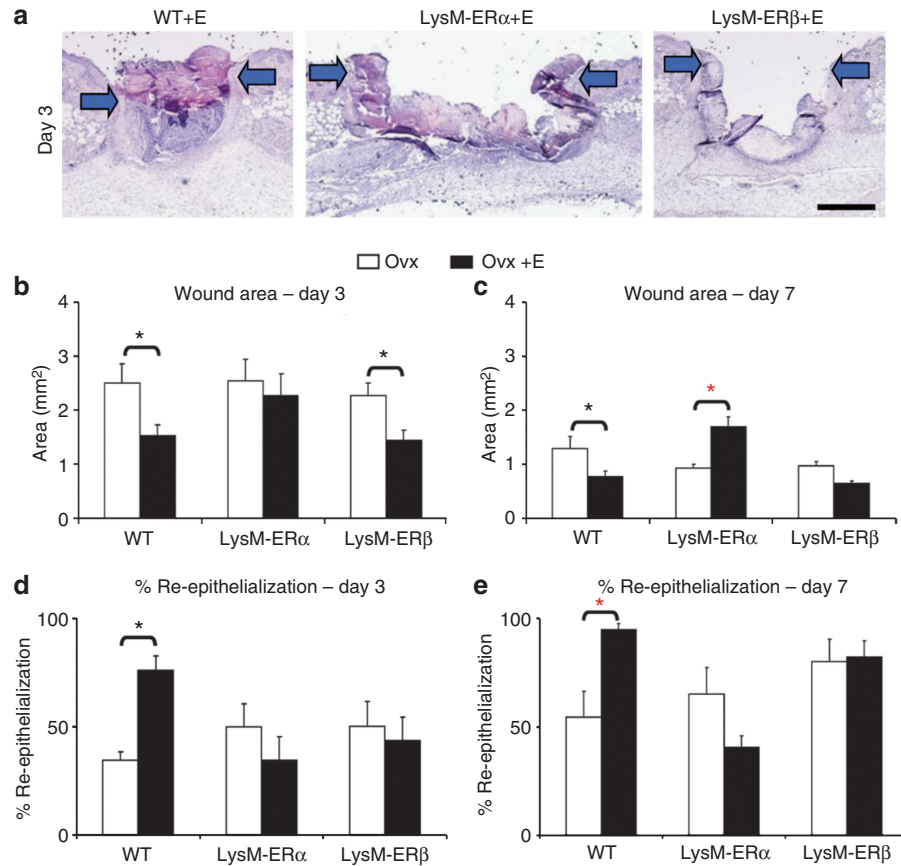 a
WT+E
LysM-ERα+E
LysM-ERβ+E
Day 3
Ovx
Ovx +E
b
Wound area – day 3
*
*
Area (mm²)
4
3
2
1
0
WT
LysM-ERα
LysM-ERβ
c
Wound area – day 7
*
*
4
3
2
1
0
WT
LysM-ERα
LysM-ERβ
d
% Re-epithelialization – day 3
*
% Re-epithelialization
100
50
0
WT
LysM-ERα
LysM-ERβ
e
% Re-epithelialization – day 7
*
% Re-epithelialization
100
50
0
WT
LysM-ERα
LysM-ERβ